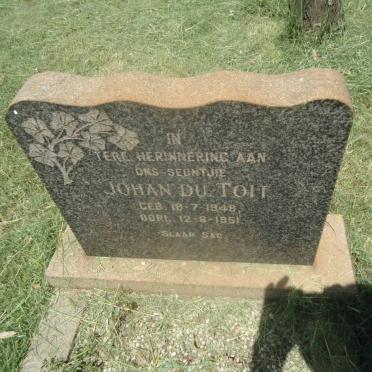 IN
TERE HERINNERING AAN
ONS SEUNTJIE
JOHAN DU TOIT
GEB. 18-7-1948
OORL. 12-8-1951
SLAAP SAG